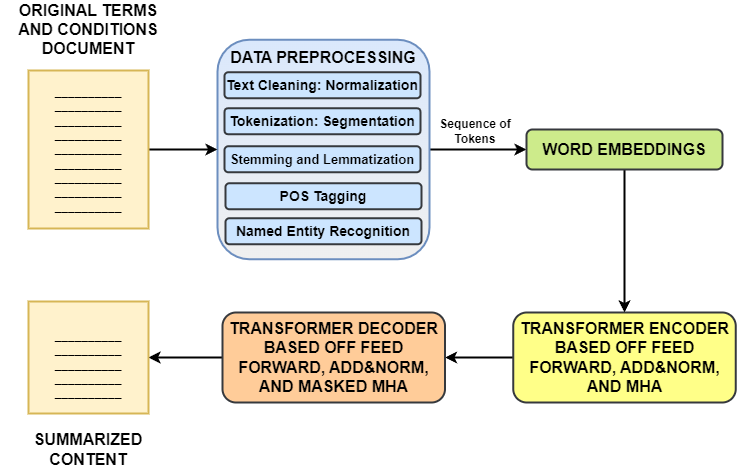 ORIGINAL TERMS
AND CONDITIONS
DOCUMENT
DATA PREPROCESSING
Text Cleaning: Normalization
Tokenization: Segmentation
Stemming and Lemmatization
POS Tagging
Named Entity Recognition
Sequence of
Tokens
WORD EMBEDDINGS
TRANSFORMER ENCODER
BASED OFF FEED
FORWARD, ADD&NORM,
AND MHA
TRANSFORMER DECODER
BASED OFF FEED
FORWARD, ADD&NORM,
AND MASKED MHA
SUMMARIZED
CONTENT